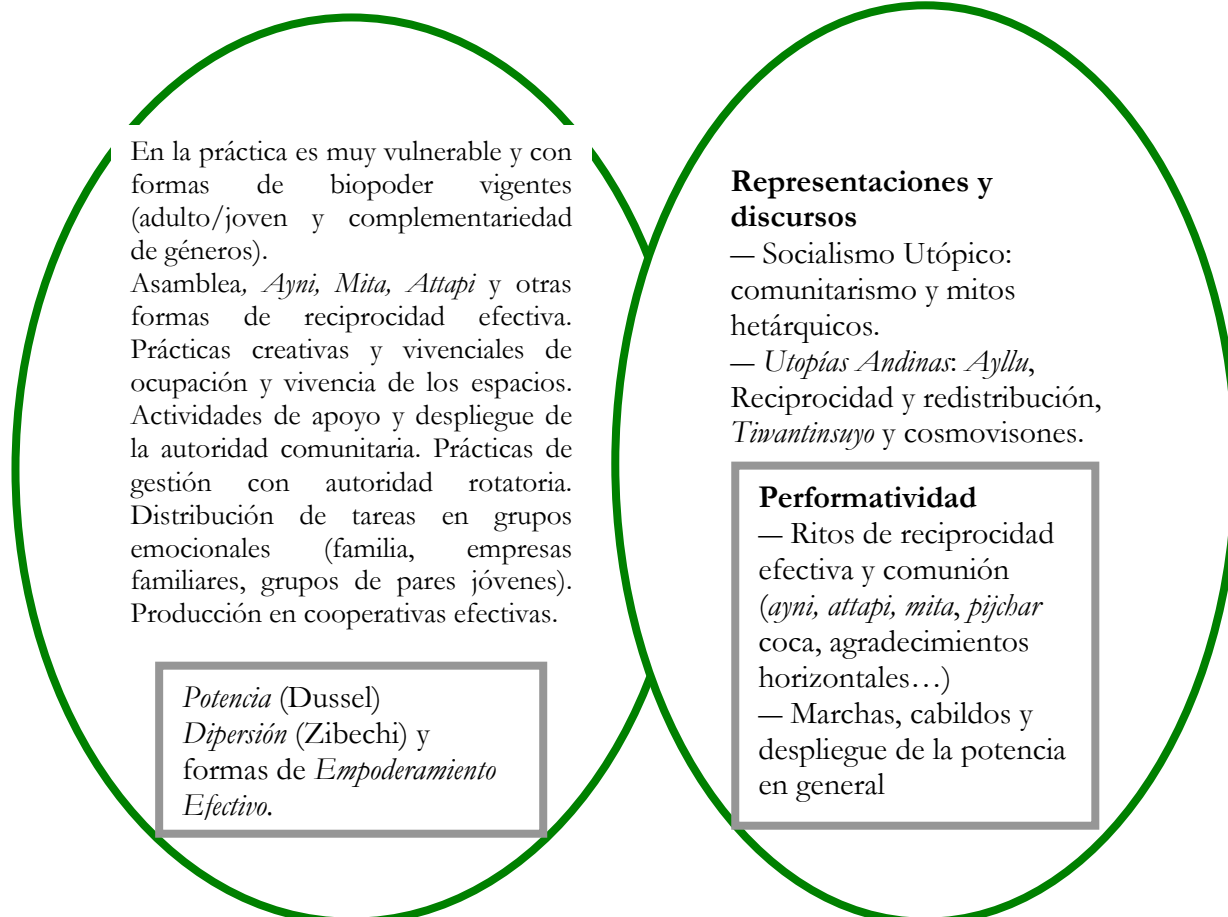 En la práctica es muy vulnerable y con
formas de biopoder vigentes
(adulto/joven y complementariedad
de géneros).
Asamblea, Ayni, Mita, Attapi y otras
formas de reciprocidad efectiva.
Prácticas creativas y vivenciales de
ocupación y vivencia de los espacios.
Actividades de apoyo y despliegue de
la autoridad comunitaria. Prácticas de
gestión con autoridad rotatoria.
Distribución de tareas en grupos
emocionales (familia, empresas
familiares, grupos de pares jóvenes).
Producción en cooperativas efectivas.
Potencia (Dussel)
Dipersión (Zibechi) y
formas de Empoderamiento
Efectivo.
Representaciones y
discursos
— Socialismo Utópico:
comunitarismo y mitos
hetárquicos.
— Utopías Andinas: Ayllu,
Reciprocidad y redistribución,
Tiwantinsuyo y cosmovisones.
Performatividad
— Ritos de reciprocidad
efectiva y comunión
(ayni, attapi, mita, pijchar
coca, agradecimientos
horizontales…)
— Marchas, cabildos y
despliegue de la potencia
en general